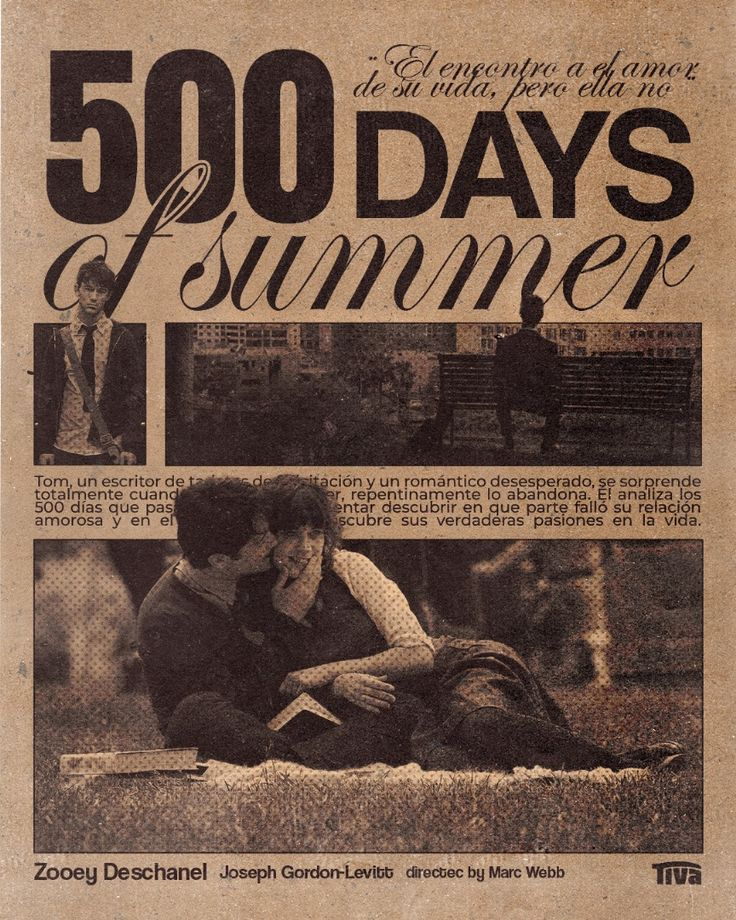 500 DAYS
of summer
"El encontro a el amor
de su vida, pero ella no"
Tom, un escritor de de y un romántico desesperado, se sorprende
totalmente repentinamente lo abandona. El analiza los
500 días que descubrir en que parte falló su relación
amorosa y en el sus verdaderas pasiones en la vida.
Zooey Deschanel Joseph Gordon-Levitt directec by Marc Webb
Tiva